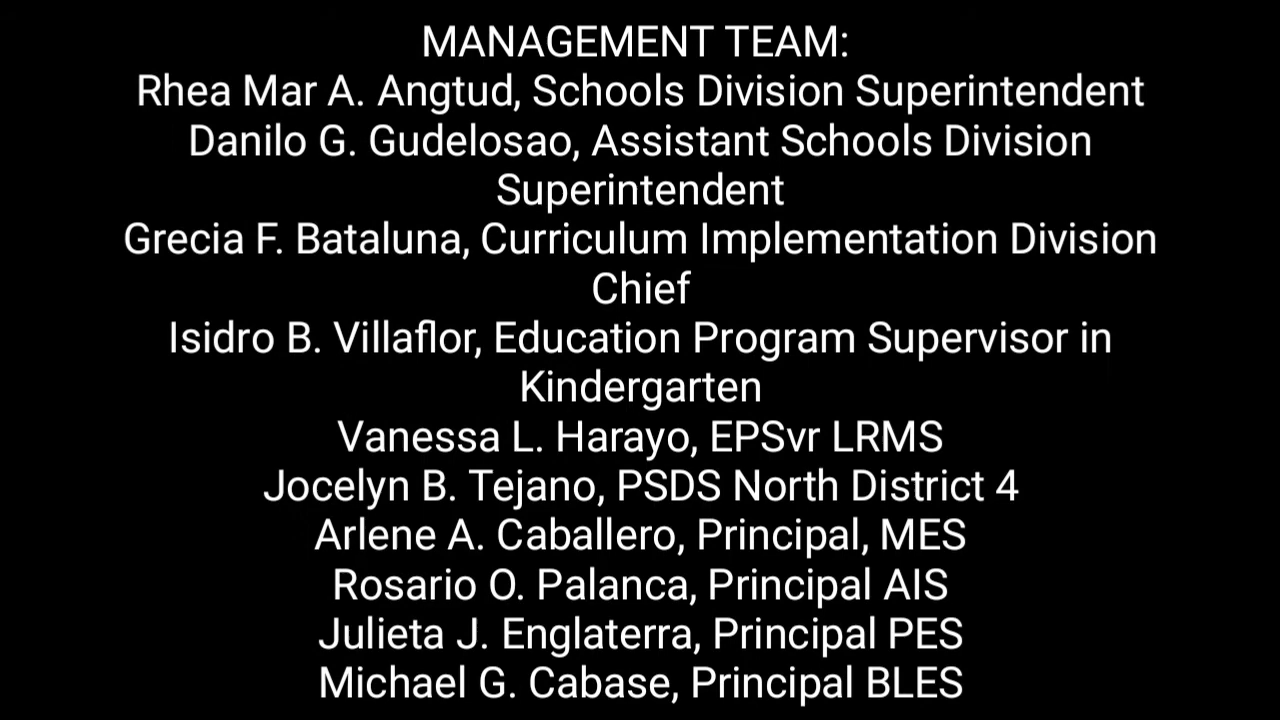 MANAGEMENT TEAM:
Rhea Mar A. Angtud, Schools Division Superintendent
Danilo G. Gudelosao, Assistant Schools Division
Superintendent
Grecia F. Bataluna, Curriculum Implementation Division
Chief
Isidro B. Villaflor, Education Program Supervisor in
Kindergarten
Vanessa L. Harayo, EPSvr LRMS
Jocelyn B. Tejano, PSDS North District 4
Arlene A. Caballero, Principal, MES
Rosario O. Palanca, Principal AIS
Julieta J. Englaterra, Principal PES
Michael G. Cabase, Principal BLES